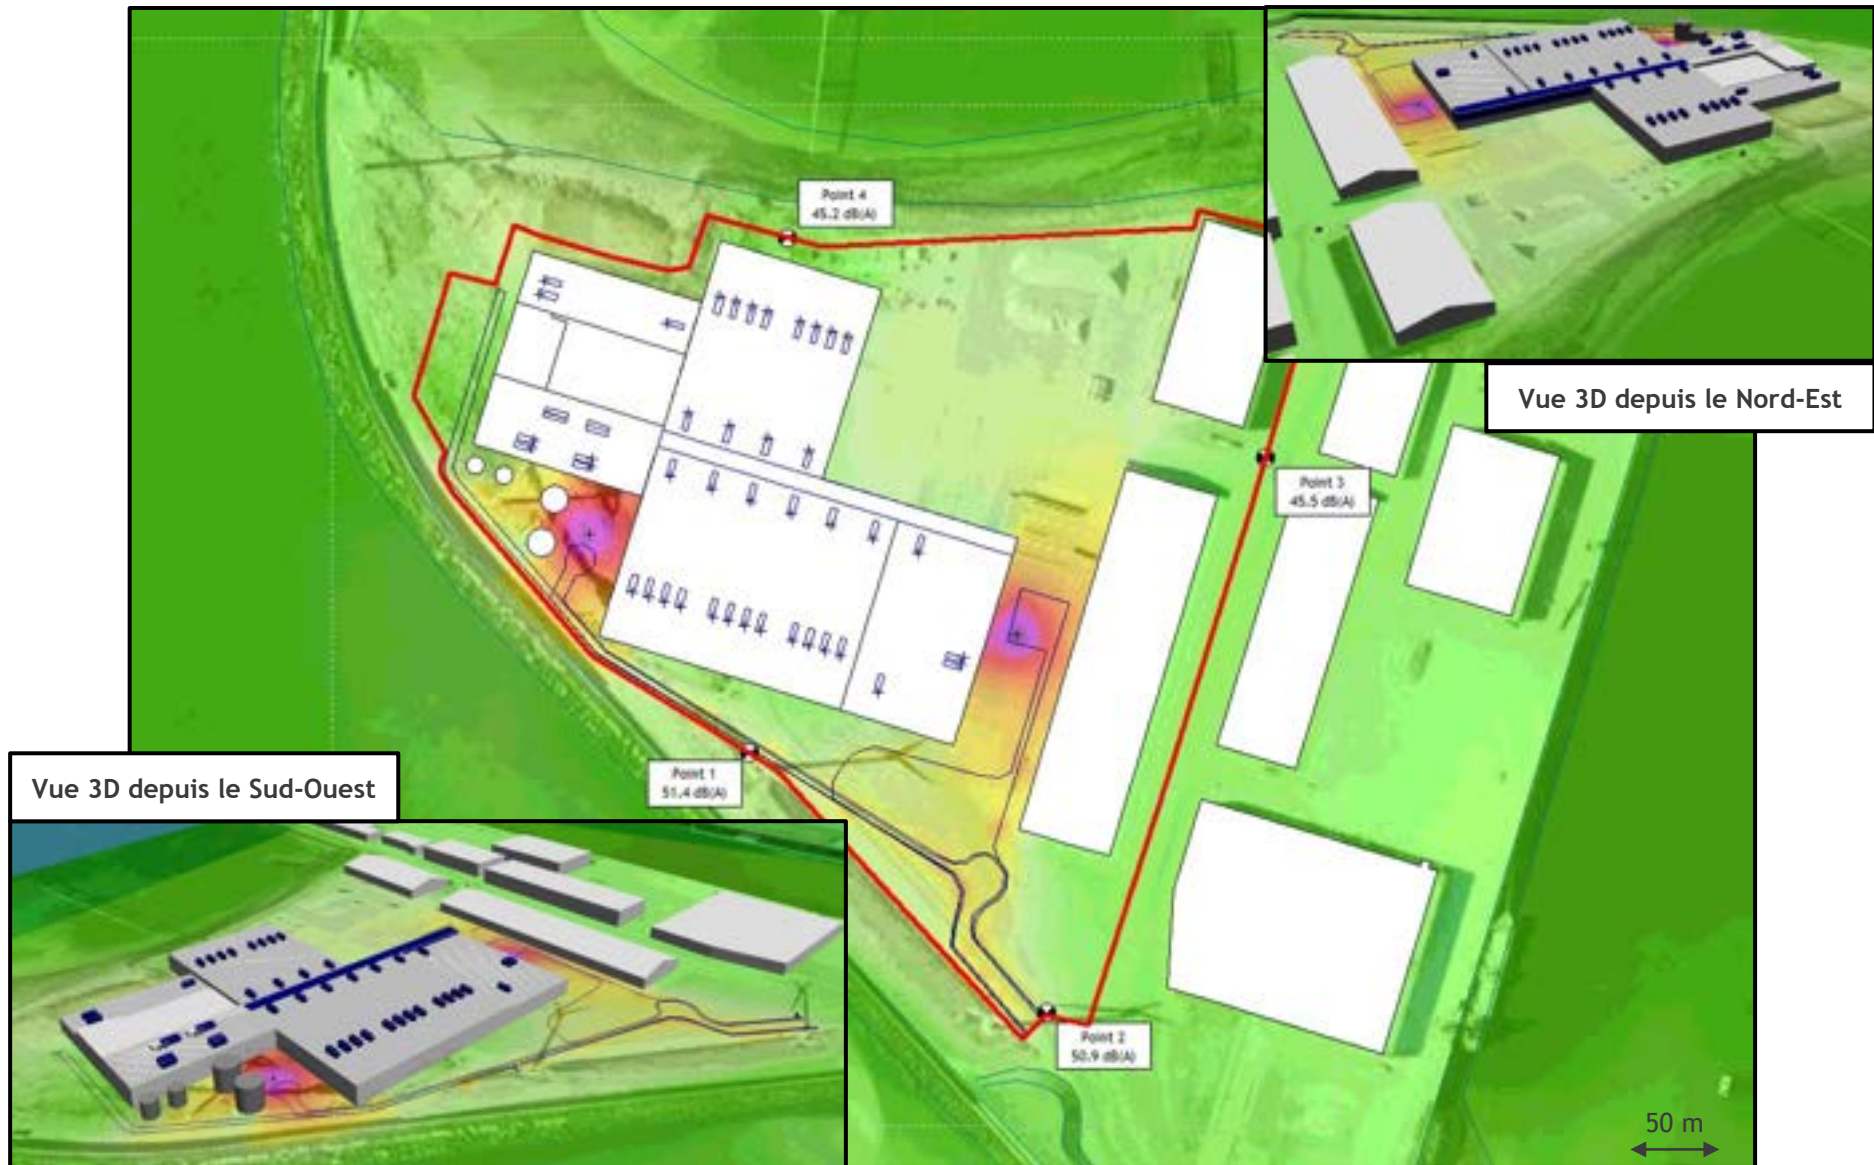 Point 4
45.2 dB(A)
Vue 3D depuis le Nord-Est
Point 3
45.5 dB(A)
Point 1
51.4 dB(A)
Vue 3D depuis le Sud-Ouest
Point 2
50.9 dB(A)
50 m